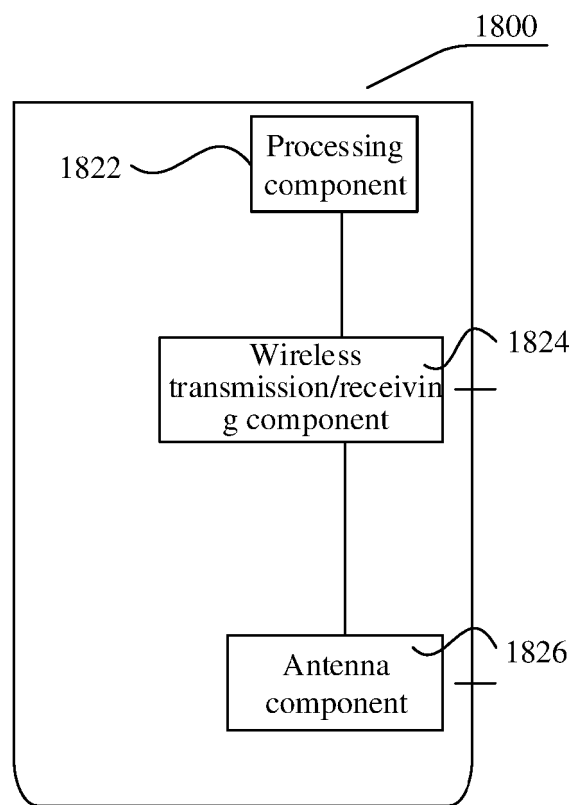 1800
Processing
component
1822
Wireless
transmission/receivin
g component
1824
Antenna
component
1826